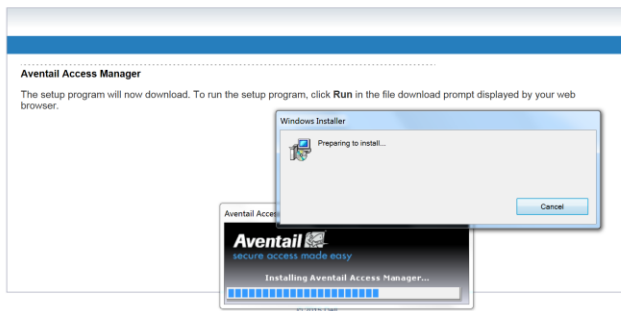 Aventail Access Manager
The setup program will now download. To run the setup program, click Run in the file download prompt displayed by your web
browser.
Windows Installer
Preparing to install...
Cancel
Aventail Acces
Aventail
secure access made easy
Installing Aventail Access Manager...